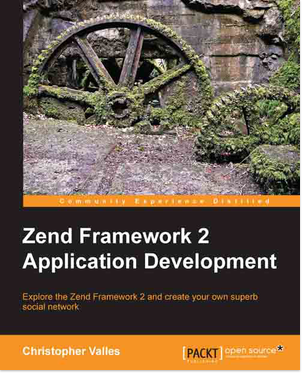 Community Experience Distilled
Zend Framework 2
Application Development
Explore the Zend Framework 2 and create your own superb
social network
Christopher Valles
[PACKT] open source*
PUBLISHING